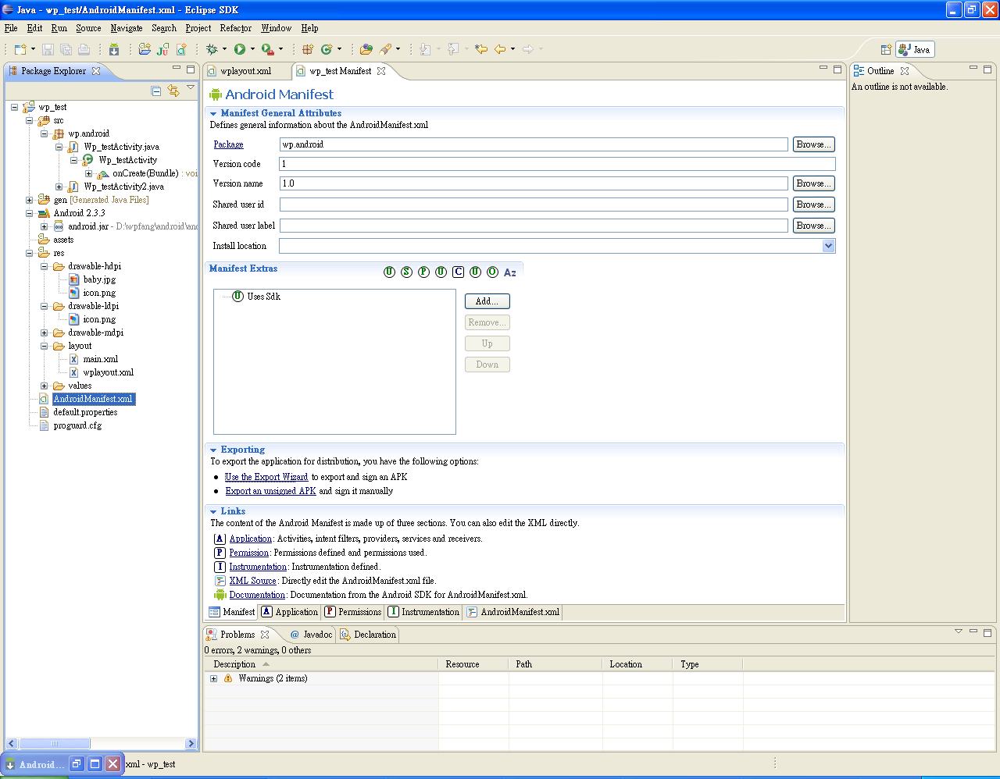 Java - wp_test/AndroidManifest.xml - Eclipse SDK
File Edit Run Source Navigate Search Project Refactor Window Help
Java
Package Explorer
wp_test
src
wp.android
Wp_testActivity.java
Wp_testActivity
onCreate(Bundle) : voi
Wp_testActivity2.java
gen [Generated Java Files]
Android 2.3.3
android.jar - D:\wpfang\android\and
assets
res
drawable-hdpi
baby.jpg
icon.png
drawable-ldpi
icon.png
drawable-mdpi
layout
main.xml
wplayout.xml
values
AndroidManifest.xml
default.properties
proguard.cfg
wplayout.xml wp_test Manifest
Android Manifest
Manifest General Attributes
Defines general information about the AndroidManifest.xml
Package wp.android Browse...
Version code 1
Version name 1.0 Browse...
Shared user id Browse...
Shared user label Browse...
Install location
Manifest Extras U S P U C U O Az
U Uses Sdk
Add...
Remove...
Up
Down
Exporting
To export the application for distribution, you have the following options:
Use the Export Wizard to export and sign an APK
Export an unsigned APK and sign it manually
Links
The content of the Android Manifest is made up of three sections. You can also edit the XML directly.
A Application: Activities, intent filters, providers, services and receivers.
P Permission: Permissions defined and permissions used.
I Instrumentation: Instrumentation defined.
XML Source: Directly edit the AndroidManifest.xml file.
Documentation: Documentation from the Android SDK for AndroidManifest.xml.
Manifest A Application P Permissions I Instrumentation AndroidManifest.xml
Outline
An outline is not available.
Problems @ Javadoc Declaration
0 errors, 2 warnings, 0 others
Description Resource Path Location Type
Warnings (2 items)
Android... xml - wp_test